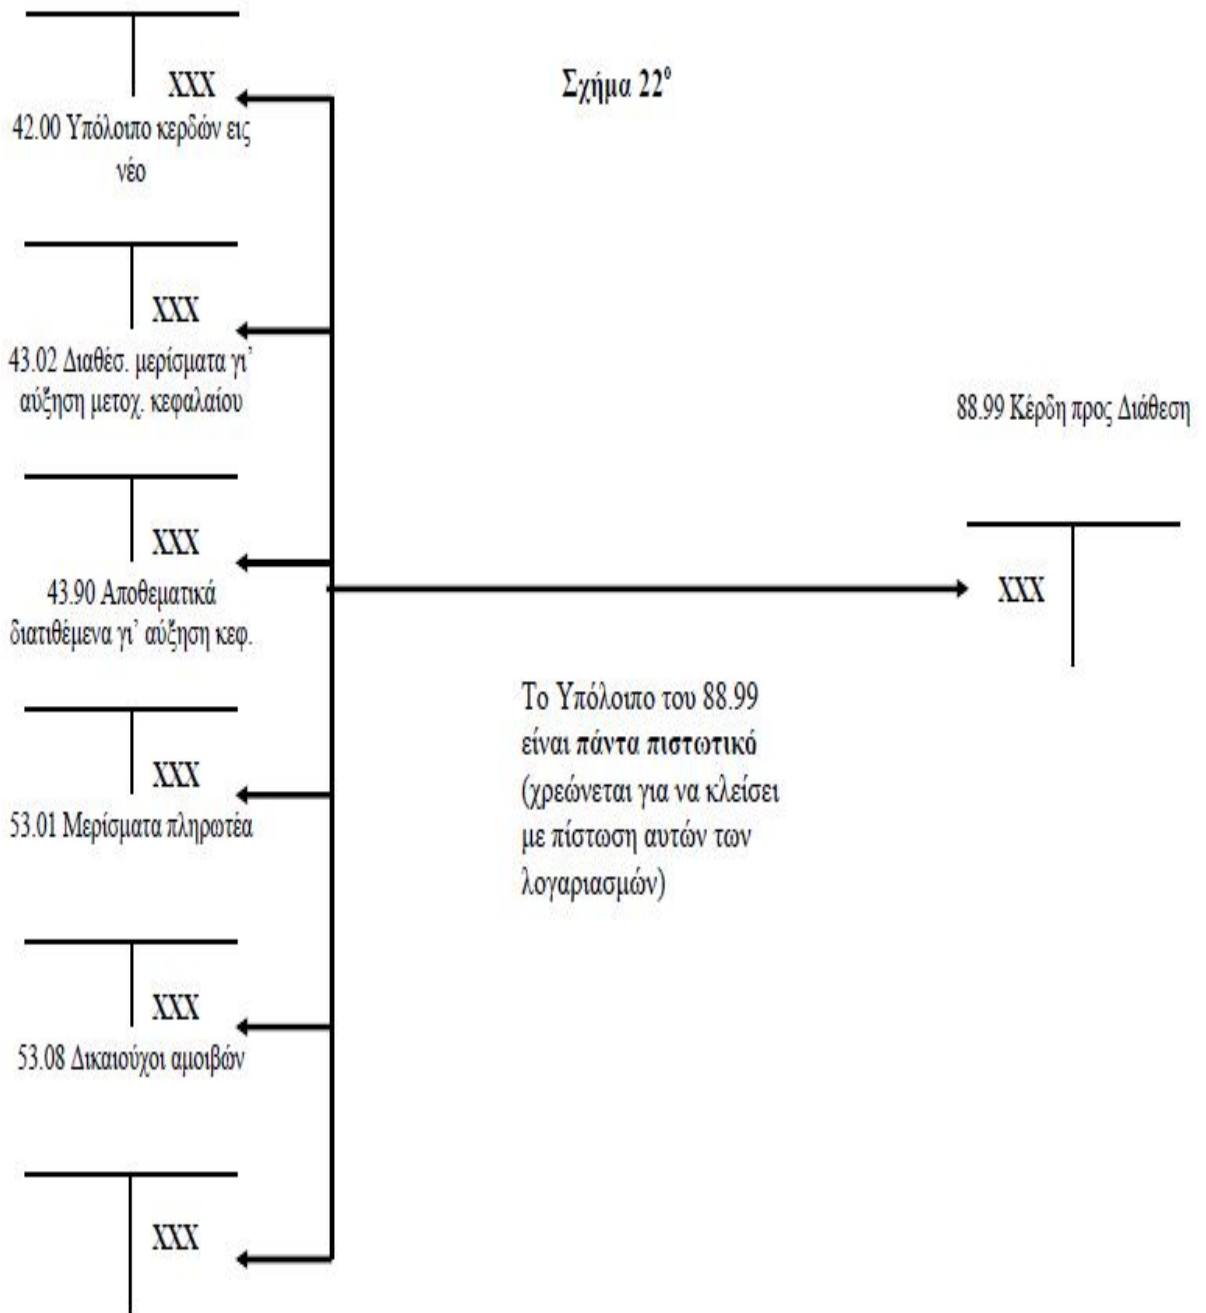 Σχήμα 22°
XXX
42.00 Υπόλοιπο κερδών εις
νέο
XXX
43.02 Διαθέσ. μερίσματα γι'
αύξηση μετοχ. κεφαλαίου
XXX
43.90 Αποθεματικά
διατιθέμενα γι' αύξηση κεφ.
XXX
53.01 Μερίσματα πληρωτέα
XXX
53.08 Δικαιούχοι αμοιβών
XXX
88.99 Κέρδη προς Διάθεση
XXX
Το Υπόλοιπο του 88.99
είναι πάντα πιστωτικό
(χρεώνεται για να κλείσει
με πίστωση αυτών των
λογαριασμών)